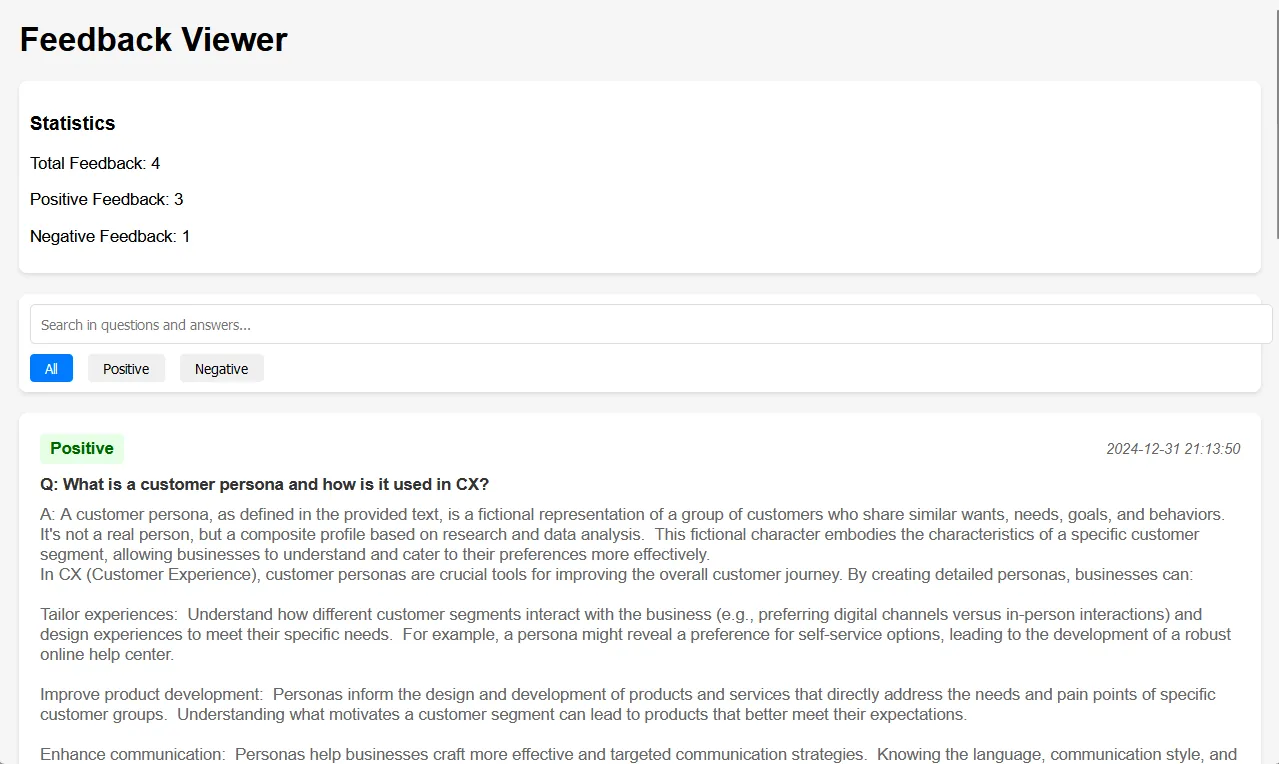 Feedback Viewer
Statistics
Total Feedback: 4
Positive Feedback: 3
Negative Feedback: 1
Search in questions and answers...
All Positive Negative
Positive 2024-12-31 21:13:50
Q: What is a customer persona and how is it used in CX?
A: A customer persona, as defined in the provided text, is a fictional representation of a group of customers who share similar wants, needs, goals, and behaviors.
It's not a real person, but a composite profile based on research and data analysis.  This fictional character embodies the characteristics of a specific customer
segment, allowing businesses to understand and cater to their preferences more effectively.
In CX (Customer Experience), customer personas are crucial tools for improving the overall customer journey. By creating detailed personas, businesses can:
Tailor experiences:  Understand how different customer segments interact with the business (e.g., preferring digital channels versus in-person interactions) and
design experiences to meet their specific needs.  For example, a persona might reveal a preference for self-service options, leading to the development of a robust
online help center.
Improve product development:  Personas inform the design and development of products and services that directly address the needs and pain points of specific
customer groups.  Understanding what motivates a customer segment can lead to products that better meet their expectations.
Enhance communication:  Personas help businesses craft more effective and targeted communication strategies.  Knowing the language, communication style, and